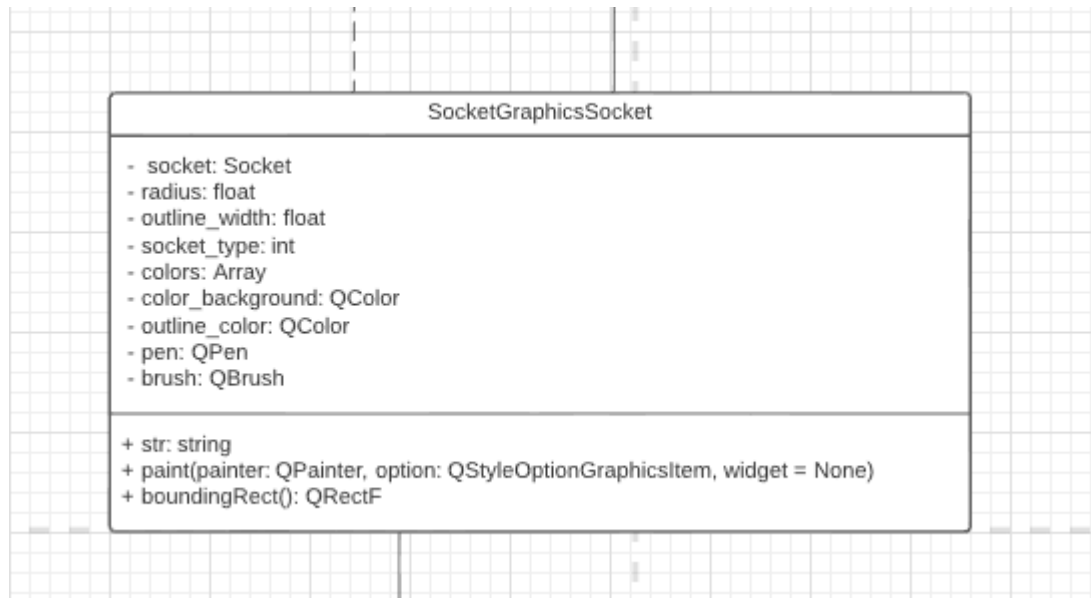 SocketGraphicsSocket
- socket: Socket
- radius: float
- outline_width: float
- socket_type: int
- colors: Array
- color_background: QColor
- outline_color: QColor
- pen: QPen
- brush: QBrush
+ str: string
+ paint(painter: QPainter, option: QStyleOptionGraphicsItem, widget = None)
+ boundingRect(): QRectF